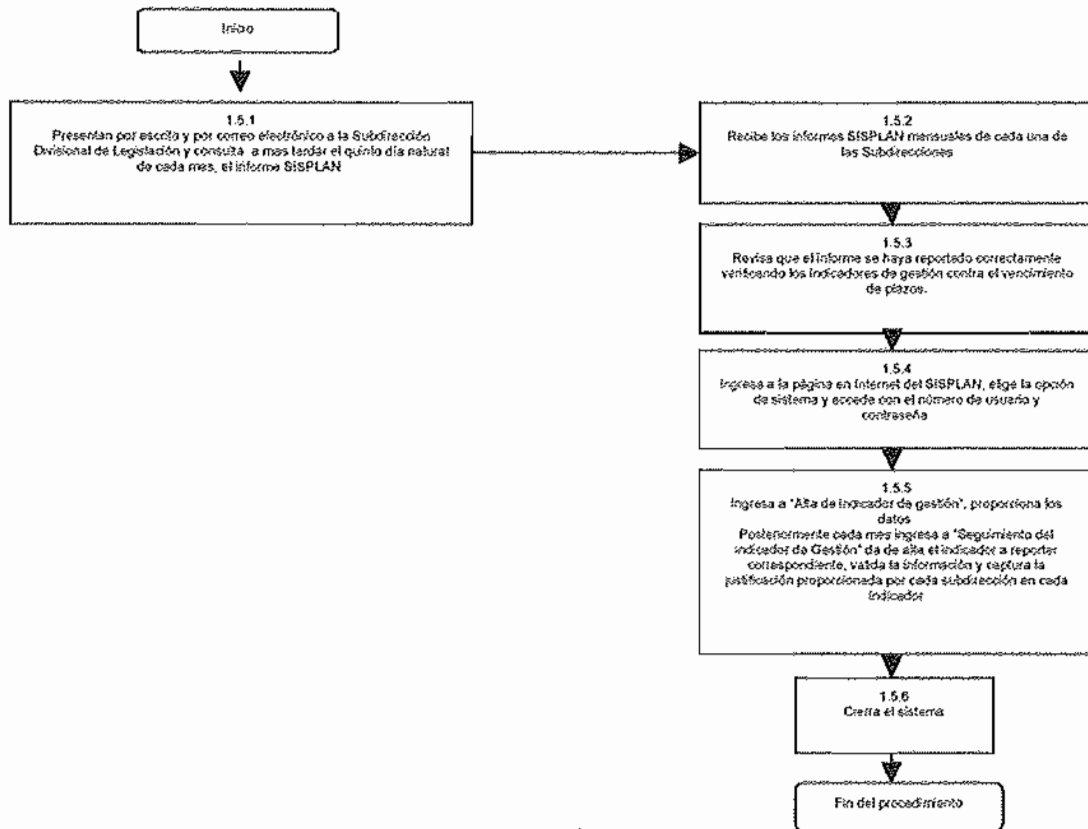 Inicio
1.5.1
Presentan por escrito y por correo electrónico a la Subdirección
Divisional de Legislación y consulta a mas tardar el quinto día natural
de cada mes, el informe SISPLAN
1.5.2
Recibe los informes SISPLAN mensuales de cada una de
las Subdirecciones
1.5.3
Revisa que el informe se haya reportado correctamente
verificando los indicadores de gestión contra el vencimiento
de plazos.
1.5.4
Ingresa a la página en Internet del SISPLAN, elige la opción
de sistema y accede con el número de usuario y
contraseña
1.5.5
Ingresa a "Alta de indicador de gestión", proporciona los
datos
Posteriormente cada mes ingresa a "Seguimiento del
indicador de Gestión" da de alta el indicador a reporter
correspondiente, valida la información y captura la
justificación proporcionada por cada subdirección en cada
indicador
1.5.6
Cierra el sistema
Fin del procedimiento